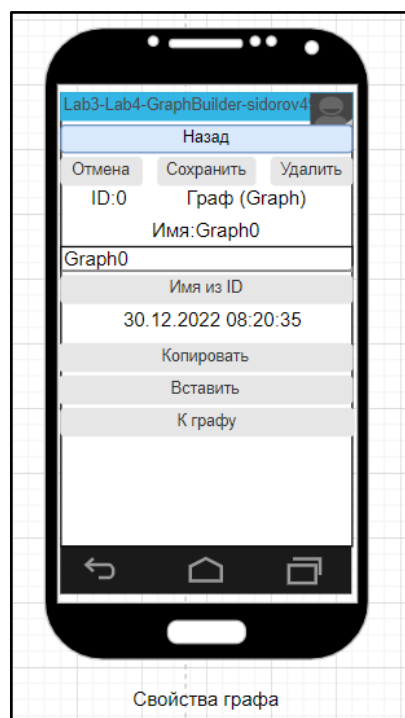 Lab3-Lab4-GraphBuilder-sidorov4
Назад
Отмена Сохранить Удалить
ID:0 Граф (Graph)
Имя:Graph0
Graph0
Имя из ID
30.12.2022 08:20:35
Копировать
Вставить
К графу
Свойства графа